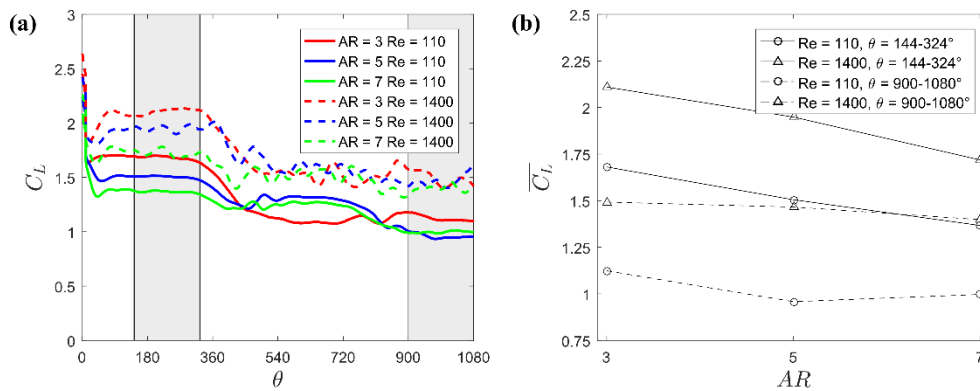 (a)
C_L
3
2.5
2
1.5
1
0.5
0
0 180 360 540 720 900 1080
θ
AR = 3 Re = 110
AR = 5 Re = 110
AR = 7 Re = 110
AR = 3 Re = 1400
AR = 5 Re = 1400
AR = 7 Re = 1400
(b)
C̅_L
2.5
2.25
2
1.75
1.5
1.25
1
0.75
3 5 7
AR
Re = 110, θ = 144-324°
Re = 1400, θ = 144-324°
Re = 110, θ = 900-1080°
Re = 1400, θ = 900-1080°